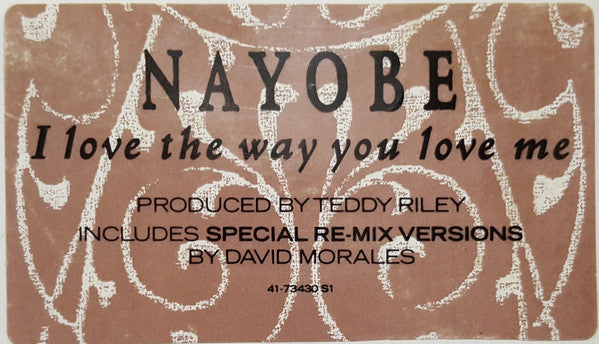 NAYOBE
I love the way you love me
PRODUCED BY TEDDY RILEY
INCLUDES SPECIAL RE-MIX VERSIONS
BY DAVID MORALES
41-73430 S1